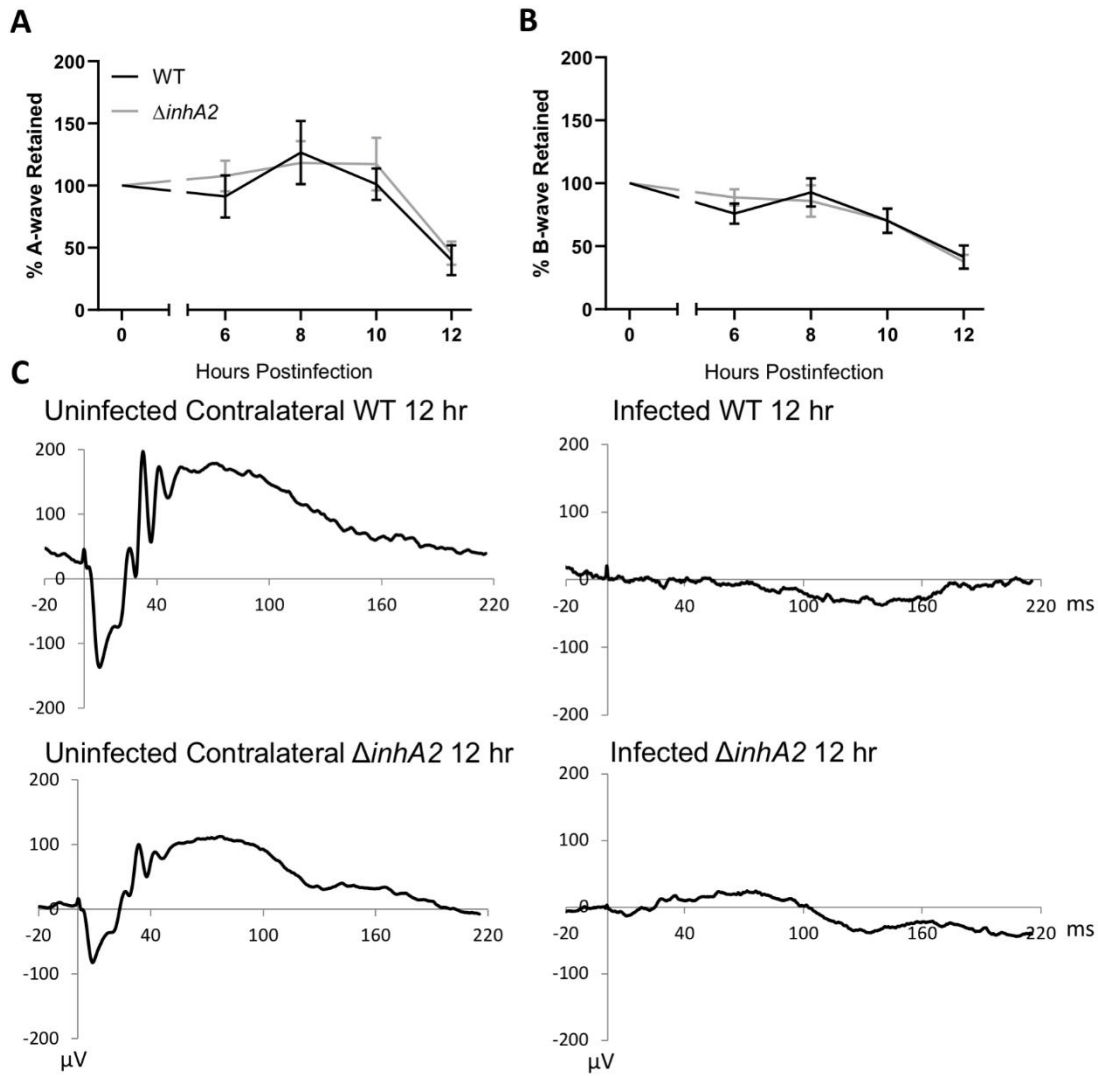 A
% A-wave Retained
200
150
100
50
0
WT
ΔinhA2
0 6 8 10 12
Hours Postinfection
B
% B-wave Retained
200
150
100
50
0
0 6 8 10 12
Hours Postinfection
C
Uninfected Contralateral WT 12 hr
200
100
0
-100
-200
-20 40 100 160 220
Infected WT 12 hr
200
100
0
-100
-200
-20 40 100 160 220 ms
Uninfected Contralateral ΔinhA2 12 hr
200
100
0
-100
-200
-20 40 100 160 220
µV
Infected ΔinhA2 12 hr
200
100
0
-100
-200
-20 40 100 160 220 ms
µV